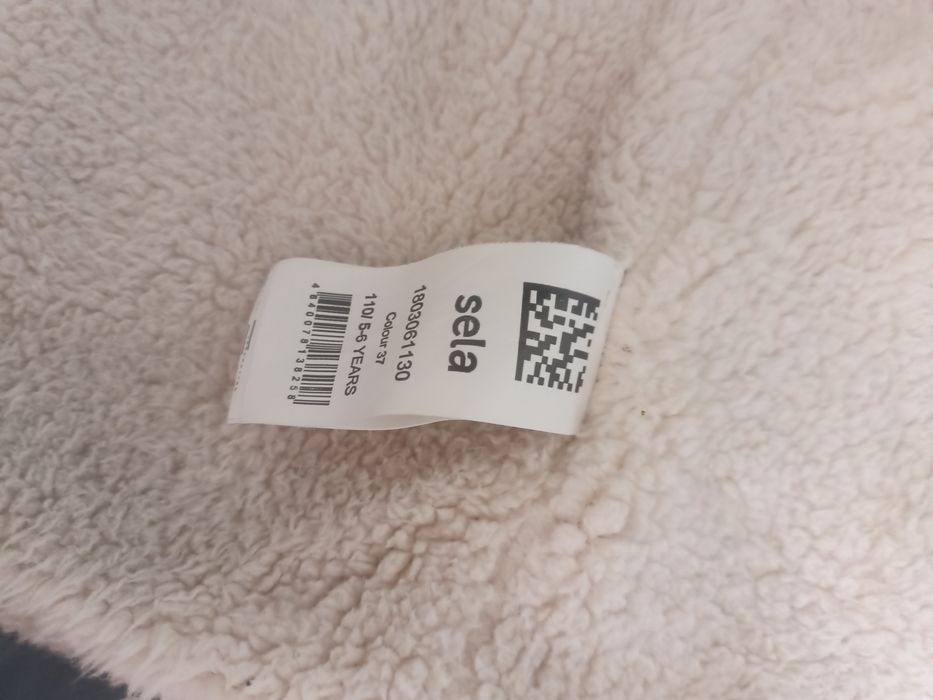 sela
1803061130
Colour 37
110/ 5-6 YEARS
4640078138258